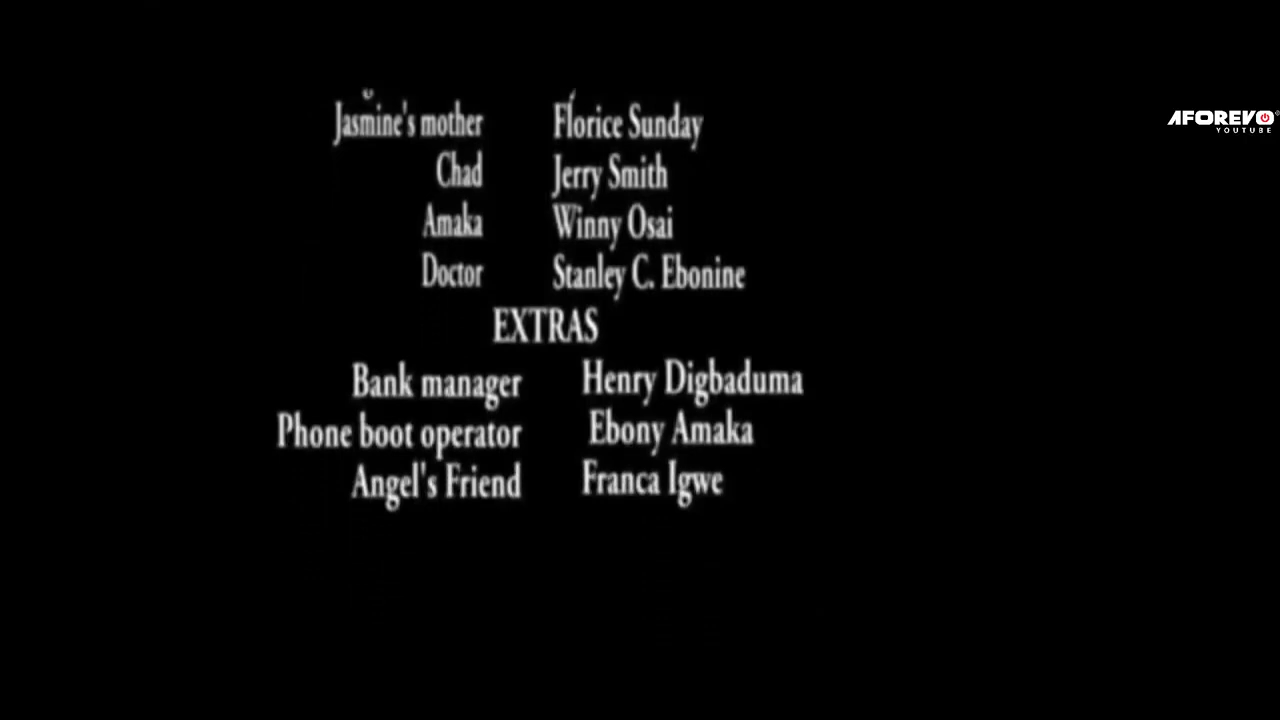 Jasmine's mother Florice Sunday
AFOREVO
YOUTUBE
Chad Jerry Smith
Amaka Winny Osai
Doctor Stanley C. Ebonine
EXTRAS
Bank manager Henry Digbaduma
Phone boot operator Ebony Amaka
Angel's Friend Franca Igwe